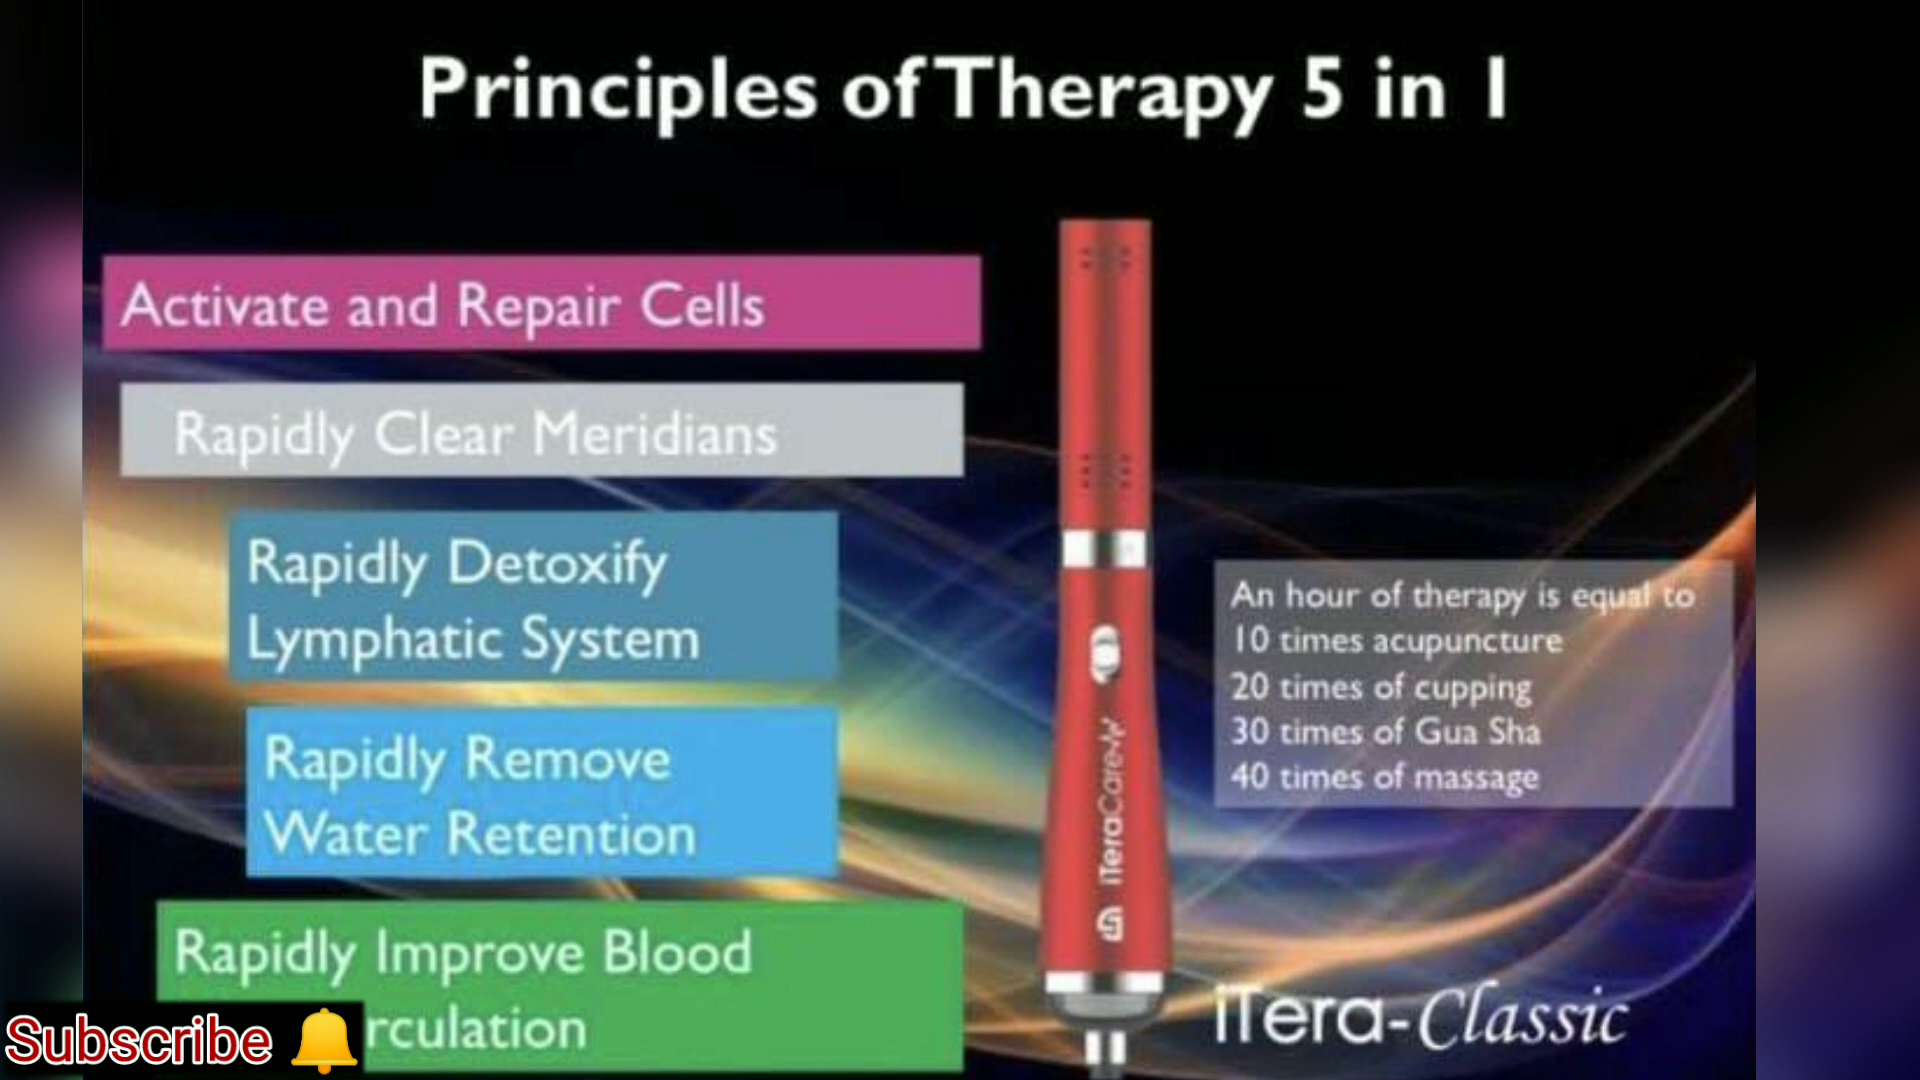 Principles of Therapy 5 in 1
Activate and Repair Cells
Rapidly Clear Meridians
Rapidly Detoxify
Lymphatic System
Rapidly Remove
Water Retention
Rapidly Improve Blood
rculation
iTeraCare
An hour of therapy is equal to
10 times acupuncture
20 times of cupping
30 times of Gua Sha
40 times of massage
iTera-Classic
Subscribe